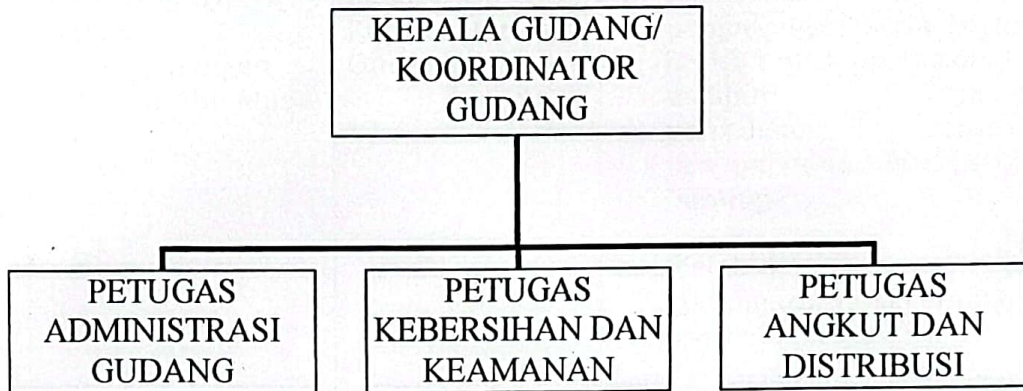 KEPALA GUDANG/
KOORDINATOR
GUDANG
PETUGAS
ADMINISTRASI
GUDANG
PETUGAS
KEBERSIHAN DAN
KEAMANAN
PETUGAS
ANGKUT DAN
DISTRIBUSI